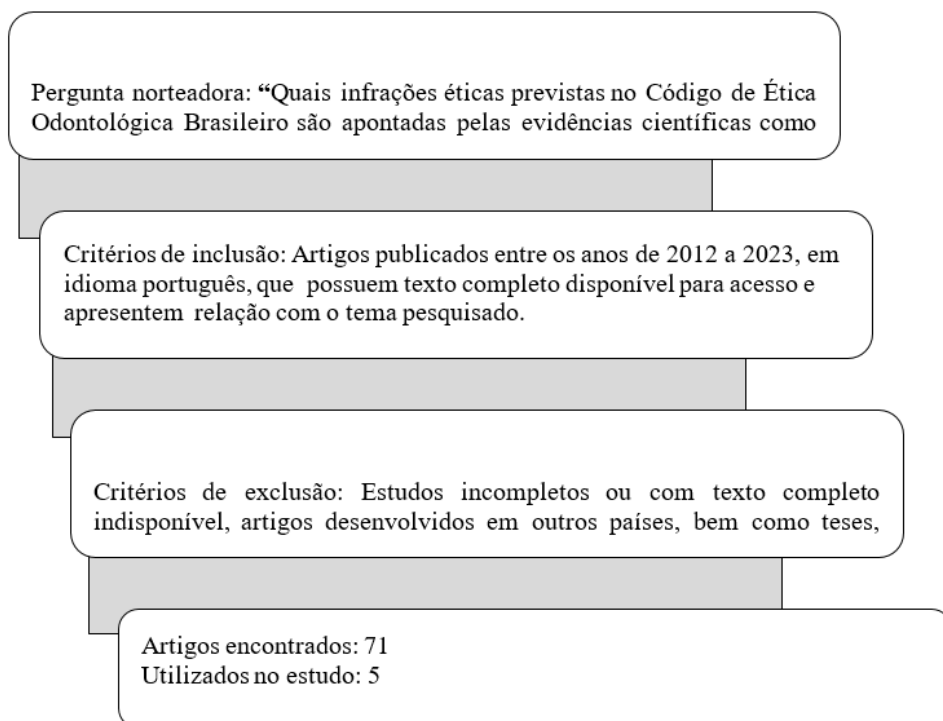 Pergunta norteadora: “Quais infrações éticas previstas no Código de Ética
Odontológica Brasileiro são apontadas pelas evidências científicas como
Critérios de inclusão: Artigos publicados entre os anos de 2012 a 2023, em
idioma português, que possuem texto completo disponível para acesso e
apresentem relação com o tema pesquisado.
Critérios de exclusão: Estudos incompletos ou com texto completo
indisponível, artigos desenvolvidos em outros países, bem como teses,
Artigos encontrados: 71
Utilizados no estudo: 5